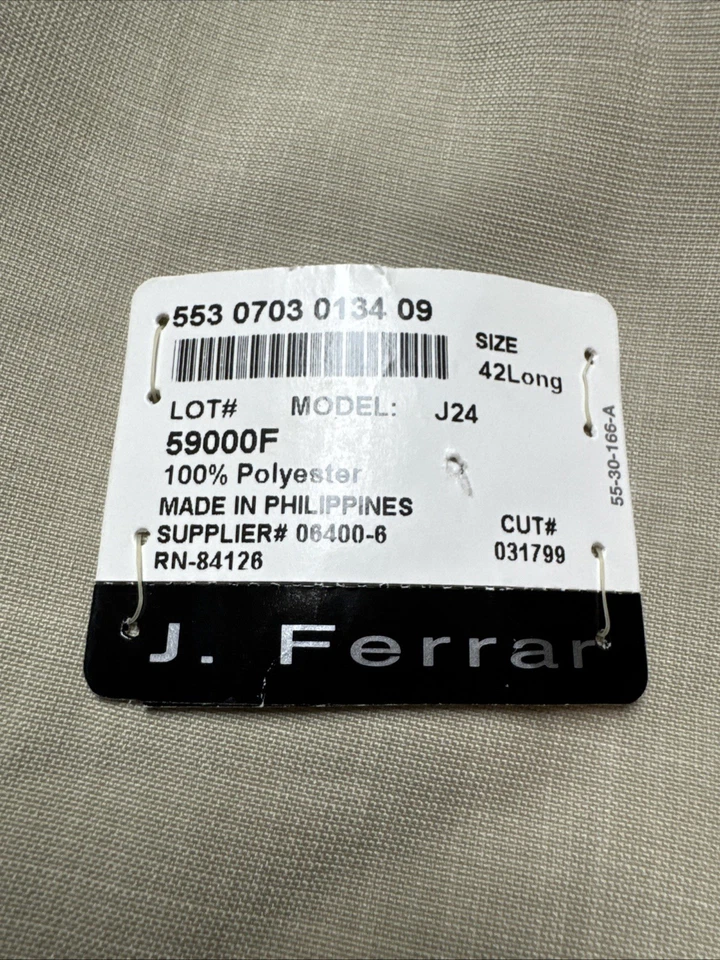 553 0703 0134 09
SIZE
42Long
LOT# MODEL: J24
59000F
100% Polyester
MADE IN PHILIPPINES
SUPPLIER# 06400-6
RN-84126
CUT#
031799
55-30-166-A
J. Ferrar